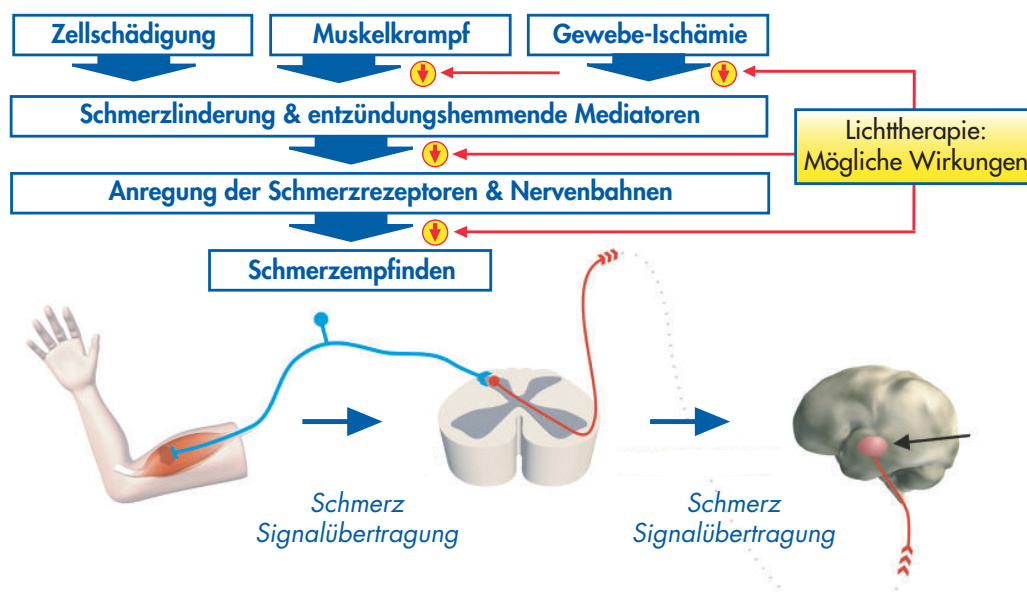 Zellschädigung
Muskelkrampf
Gewebe-Ischämie
Schmerzlinderung & entzündungshemmende Mediatoren
Lichttherapie:
Mögliche Wirkungen
Anregung der Schmerzrezeptoren & Nervenbahnen
Schmerzempfinden
Schmerz
Signalübertragung
Schmerz
Signalübertragung